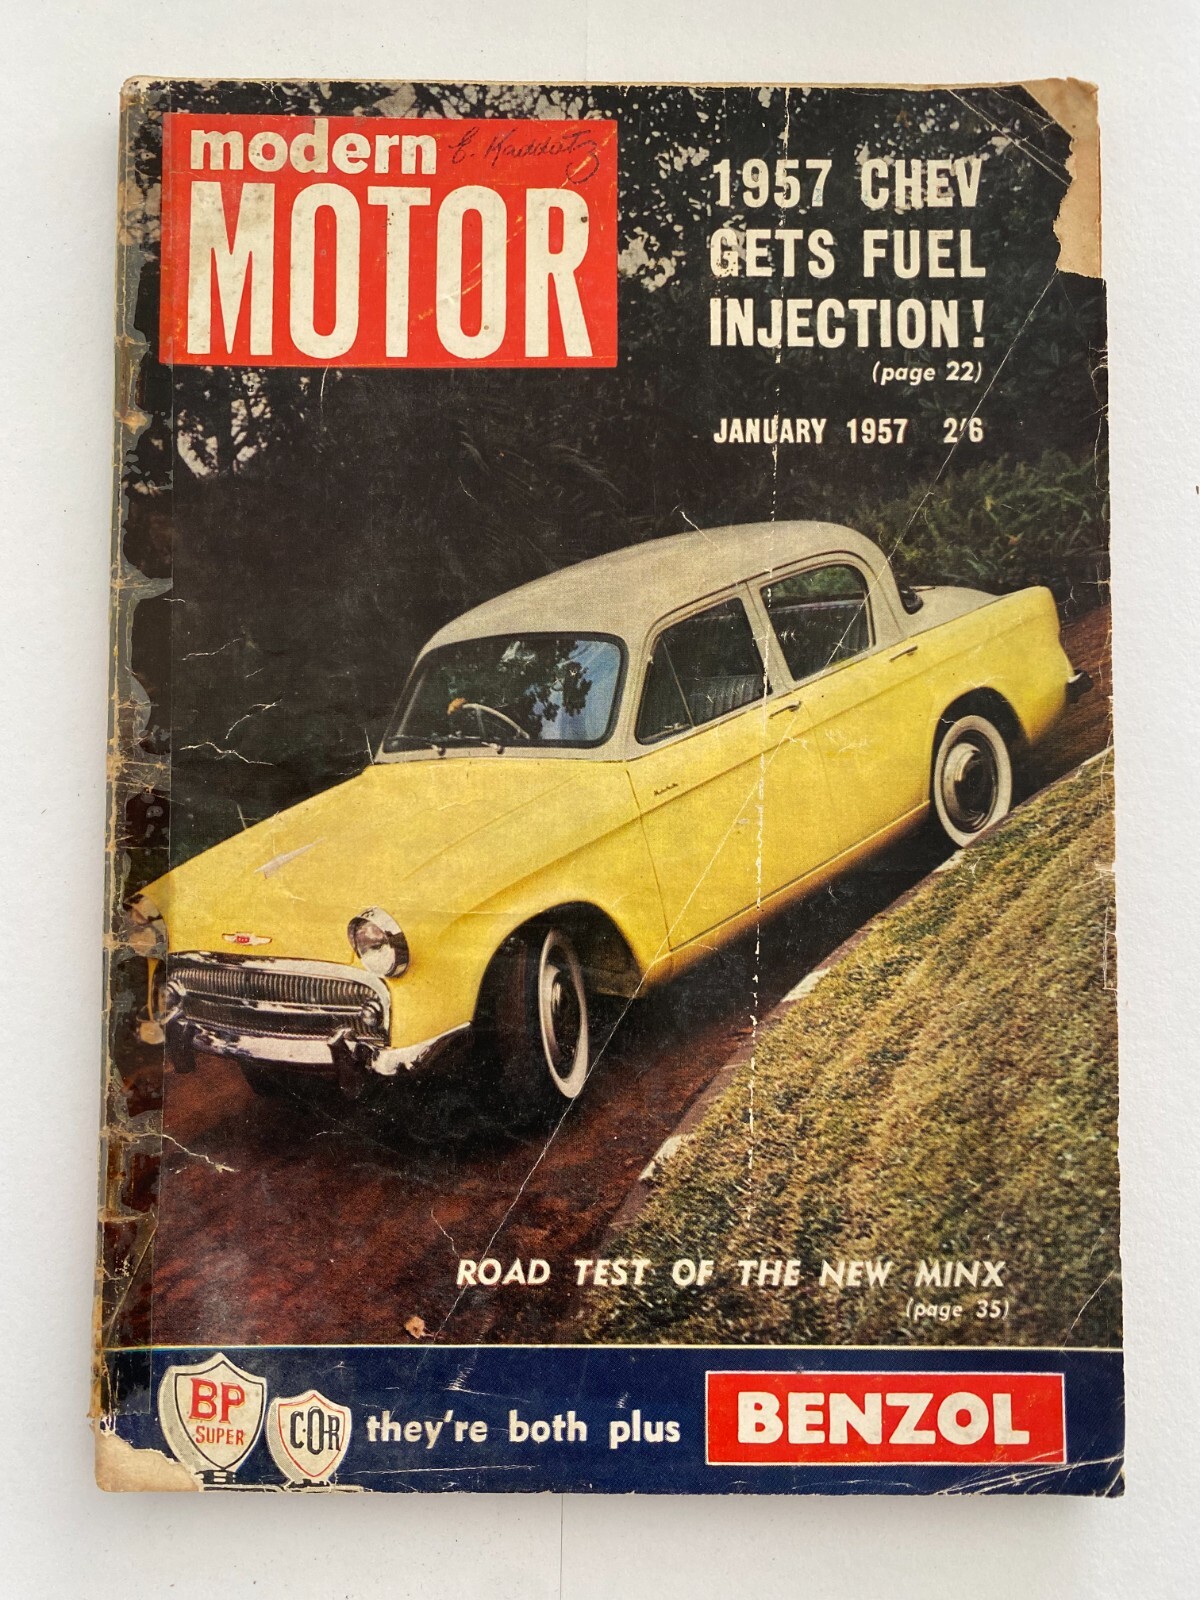 modern
MOTOR
1957 CHEV
GETS FUEL
INJECTION!
(page 22)
JANUARY 1957 2/6
ROAD TEST OF THE NEW MINX
(page 35)
BP
SUPER
C·O·R
they're both plus
BENZOL